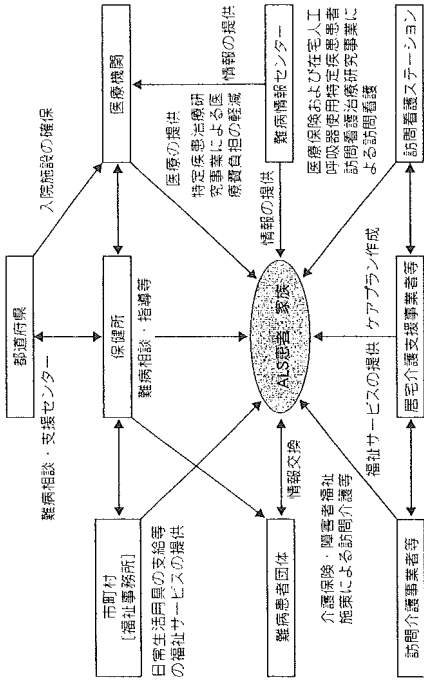 都道府県
難病相談・支援センター
入院施設の確保
市町村
[福祉事務所]
保健所
医療機関
日常生活用具の支給等
の福祉サービスの提供
難病相談・指導等
医療の提供
特定疾患治療研
究事業による医
療費負担の軽減
情報の提供
難病患者団体
情報交換
ALS患者・家族
情報の提供
難病情報センター
介護保険・障害者福祉
施策による訪問介護等
福祉サービスの提供
ケアプラン作成
医療保険および在宅人工
呼吸器使用特定疾患患者
訪問看護治療研究事業に
よる訪問看護
訪問介護事業者等
居宅介護支援事業者等
訪問看護ステーション